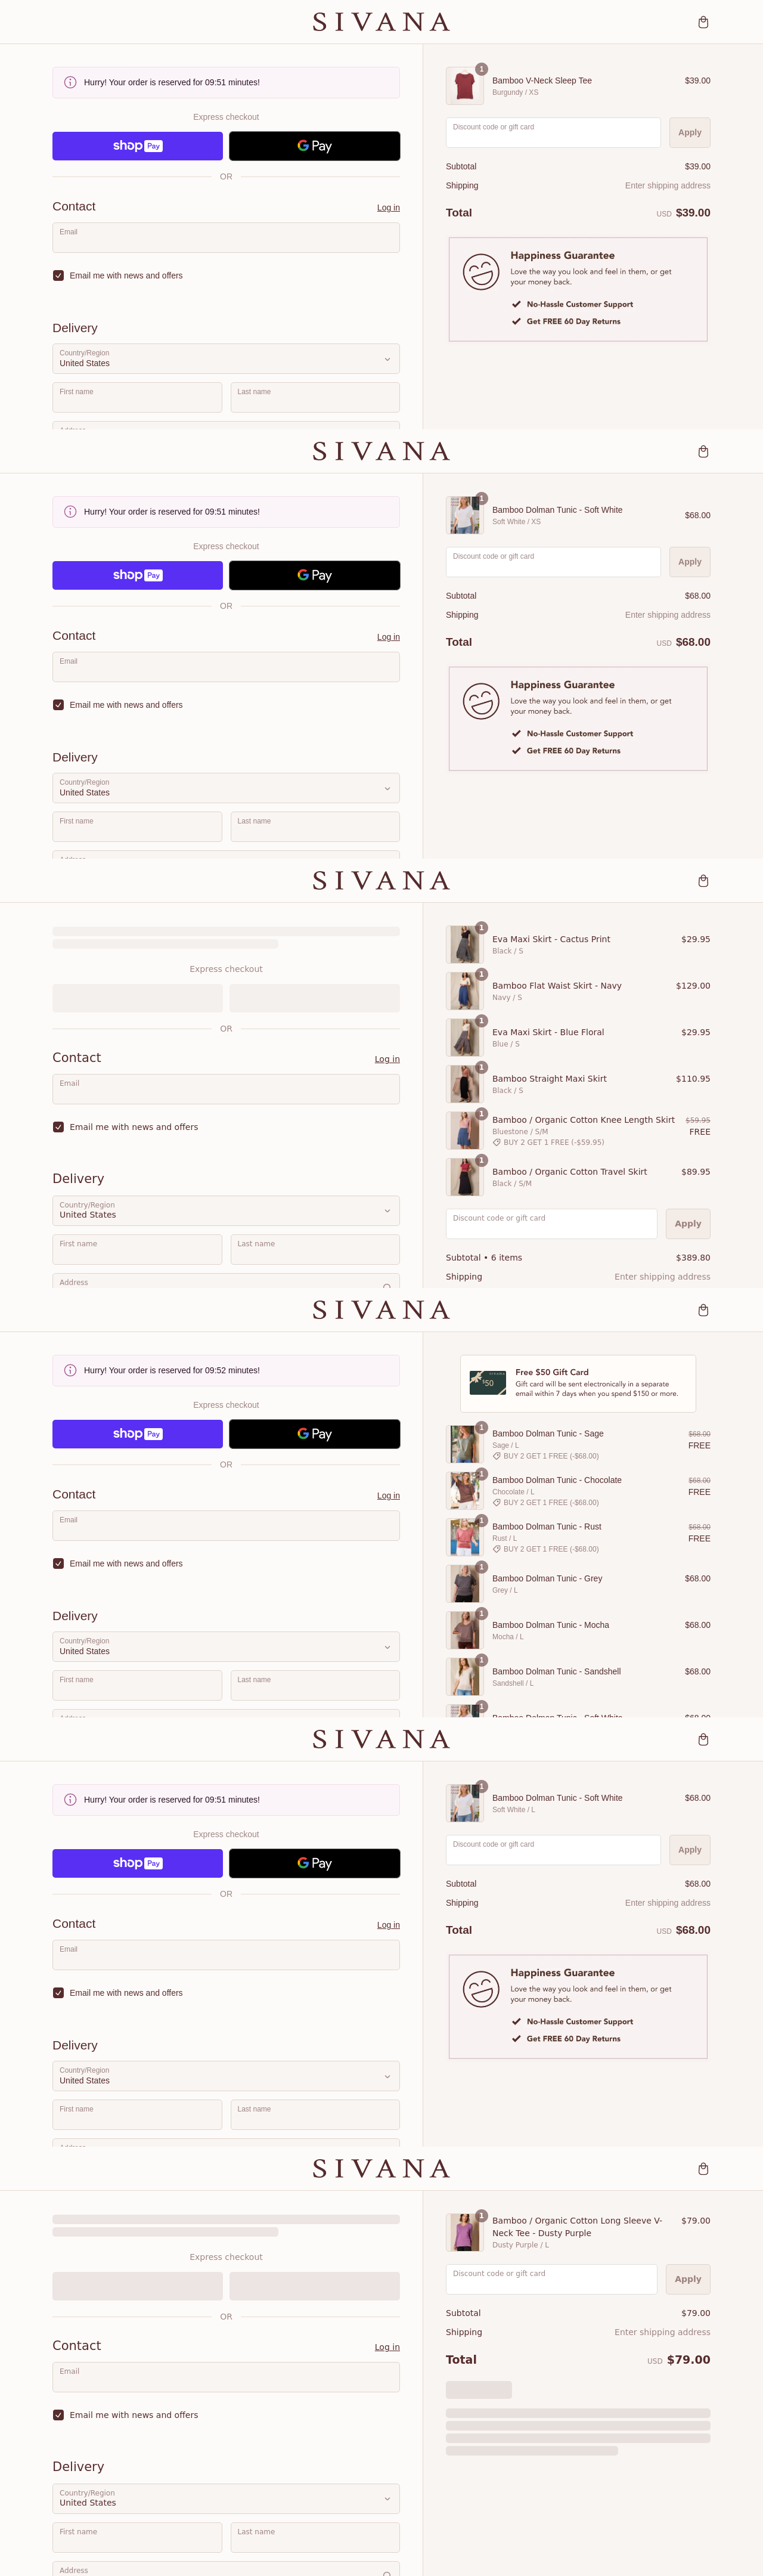 SIVANA
Hurry! Your order is reserved for 09:51 minutes!
Express checkout
shop Pay
G Pay
OR
Contact
Log in
Email
Email me with news and offers
Delivery
Country/Region
United States
First name
Last name
1
Bamboo V-Neck Sleep Tee
$39.00
Burgundy / XS
Discount code or gift card
Apply
Subtotal
$39.00
Shipping
Enter shipping address
Total
USD $39.00
Happiness Guarantee
Love the way you look and feel in them, or get
your money back.
No-Hassle Customer Support
Get FREE 60 Day Returns
SIVANA
Hurry! Your order is reserved for 09:51 minutes!
Express checkout
shop Pay
G Pay
OR
Contact
Log in
Email
Email me with news and offers
Delivery
Country/Region
United States
First name
Last name
1
Bamboo Dolman Tunic - Soft White
$68.00
Soft White / XS
Discount code or gift card
Apply
Subtotal
$68.00
Shipping
Enter shipping address
Total
USD $68.00
Happiness Guarantee
Love the way you look and feel in them, or get
your money back.
No-Hassle Customer Support
Get FREE 60 Day Returns
SIVANA
Express checkout
OR
Contact
Log in
Email
Email me with news and offers
Delivery
Country/Region
United States
First name
Last name
Address
1
Eva Maxi Skirt - Cactus Print
$29.95
Black / S
1
Bamboo Flat Waist Skirt - Navy
$129.00
Navy / S
1
Eva Maxi Skirt - Blue Floral
$29.95
Blue / S
1
Bamboo Straight Maxi Skirt
$110.95
Black / S
1
Bamboo / Organic Cotton Knee Length Skirt
$59.95
Bluestone / S/M
FREE
BUY 2 GET 1 FREE (-$59.95)
1
Bamboo / Organic Cotton Travel Skirt
$89.95
Black / S/M
Discount code or gift card
Apply
Subtotal • 6 items
$389.80
Shipping
Enter shipping address
SIVANA
Hurry! Your order is reserved for 09:52 minutes!
Express checkout
shop Pay
G Pay
OR
Contact
Log in
Email
Email me with news and offers
Delivery
Country/Region
United States
First name
Last name
$50
Free $50 Gift Card
Gift card will be sent electronically in a separate
email within 7 days when you spend $150 or more.
1
Bamboo Dolman Tunic - Sage
$68.00
Sage / L
FREE
BUY 2 GET 1 FREE (-$68.00)
1
Bamboo Dolman Tunic - Chocolate
$68.00
Chocolate / L
FREE
BUY 2 GET 1 FREE (-$68.00)
1
Bamboo Dolman Tunic - Rust
$68.00
Rust / L
FREE
BUY 2 GET 1 FREE (-$68.00)
1
Bamboo Dolman Tunic - Grey
$68.00
Grey / L
1
Bamboo Dolman Tunic - Mocha
$68.00
Mocha / L
1
Bamboo Dolman Tunic - Sandshell
$68.00
Sandshell / L
1
SIVANA
Hurry! Your order is reserved for 09:51 minutes!
Express checkout
shop Pay
G Pay
OR
Contact
Log in
Email
Email me with news and offers
Delivery
Country/Region
United States
First name
Last name
1
Bamboo Dolman Tunic - Soft White
$68.00
Soft White / L
Discount code or gift card
Apply
Subtotal
$68.00
Shipping
Enter shipping address
Total
USD $68.00
Happiness Guarantee
Love the way you look and feel in them, or get
your money back.
No-Hassle Customer Support
Get FREE 60 Day Returns
SIVANA
Express checkout
OR
Contact
Log in
Email
Email me with news and offers
Delivery
Country/Region
United States
First name
Last name
Address
1
Bamboo / Organic Cotton Long Sleeve V-
Neck Tee - Dusty Purple
$79.00
Dusty Purple / L
Discount code or gift card
Apply
Subtotal
$79.00
Shipping
Enter shipping address
Total
USD $79.00